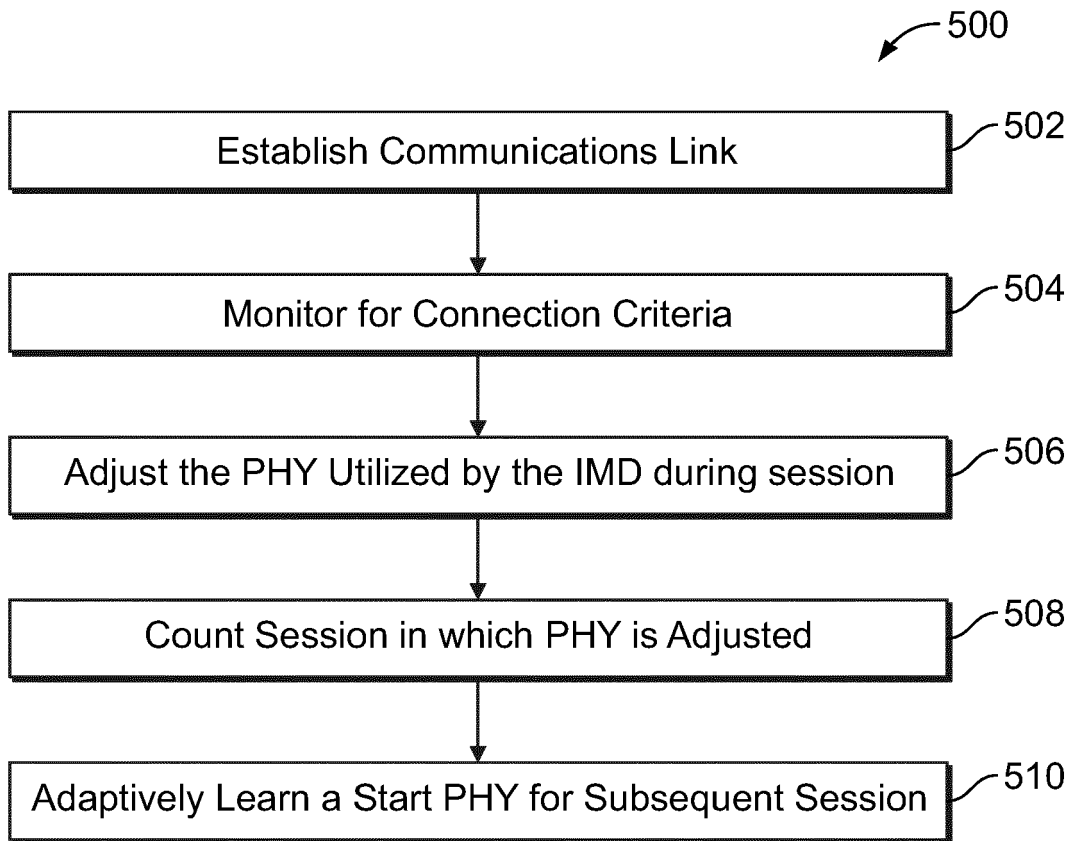 500
Establish Communications Link
502
Monitor for Connection Criteria
504
Adjust the PHY Utilized by the IMD during session
506
Count Session in which PHY is Adjusted
508
Adaptively Learn a Start PHY for Subsequent Session
510